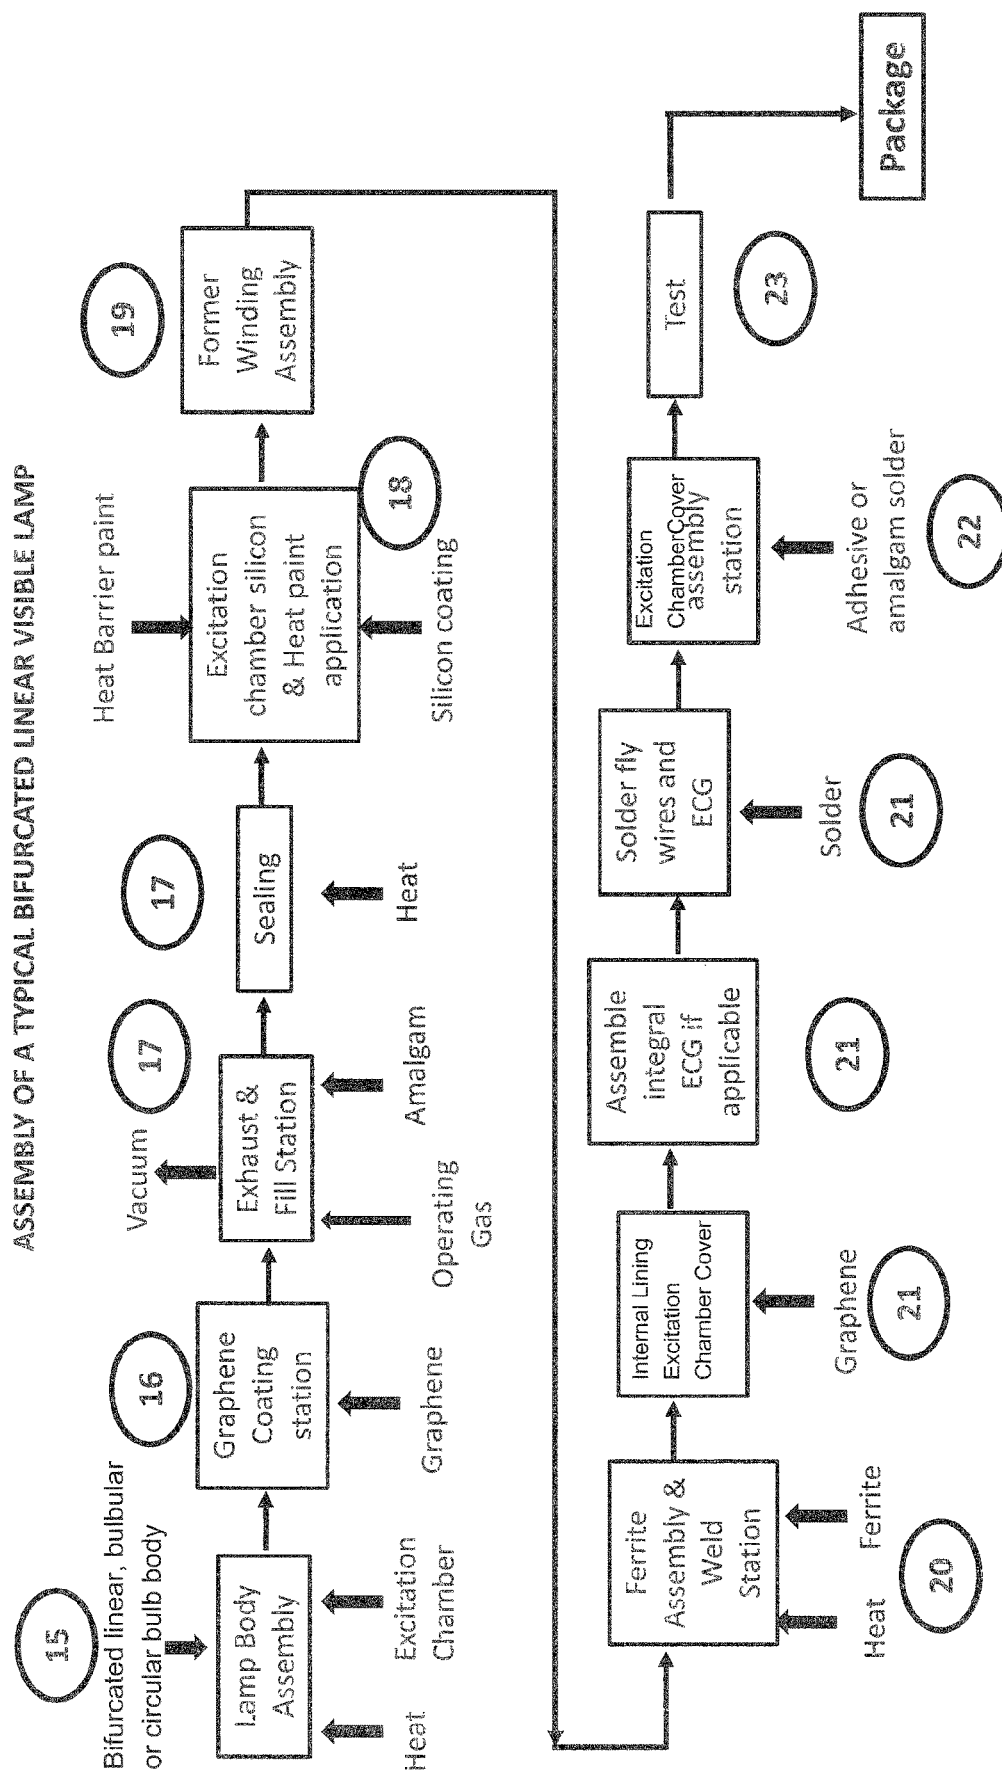 ASSEMBLY OF A TYPICAL BIFURCATED LINEAR VISIBLE LAMP
15
Bifurcated linear, bulbular
or circular bulb body
Lamp Body
Assembly
Heat
Excitation
Chamber
16
Graphene
Coating
station
Graphene
17
Vacuum
Exhaust &
Fill Station
Operating
Gas
Amalgam
17
Sealing
Heat
Heat Barrier paint
Excitation
chamber silicon
& Heat paint
application
18
Silicon coating
19
Former
Winding
Assembly
Ferrite
Assembly &
Weld
Station
Heat
Ferrite
20
Internal Lining
Excitation
Chamber Cover
Graphene
21
Assemble
integral
ECG if
applicable
21
Solder fly
wires and
ECG
Solder
21
Excitation
ChamberCover
assembly
station
Adhesive or
amalgam solder
22
Test
23
Package